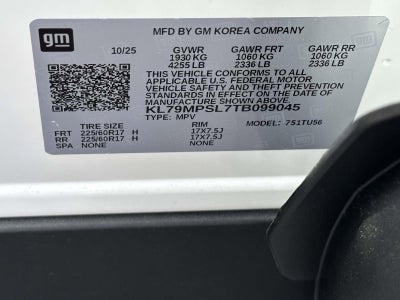 gm
MFD BY GM KOREA COMPANY
10/25 GVWR GAWR FRT GAWR RR
1930 KG 1060 KG 1060 KG
4255 LB 2336 LB 2336 LB
THIS VEHICLE CONFORMS TO ALL
APPLICABLE U.S. FEDERAL MOTOR
VEHICLE SAFETY AND THEFT PREVENTION
STANDARDS IN EFFECT ON THE DATE OF
MANUFACTURE SHOWN ABOVE.
KL79MPSL7TB099045
TYPE: MPV MODEL: 7S1TU56
TIRE SIZE RIM
FRT 225/60R17 H 17X7.5J
RR 225/60R17 H 17X7.5J
SPA NONE NONE